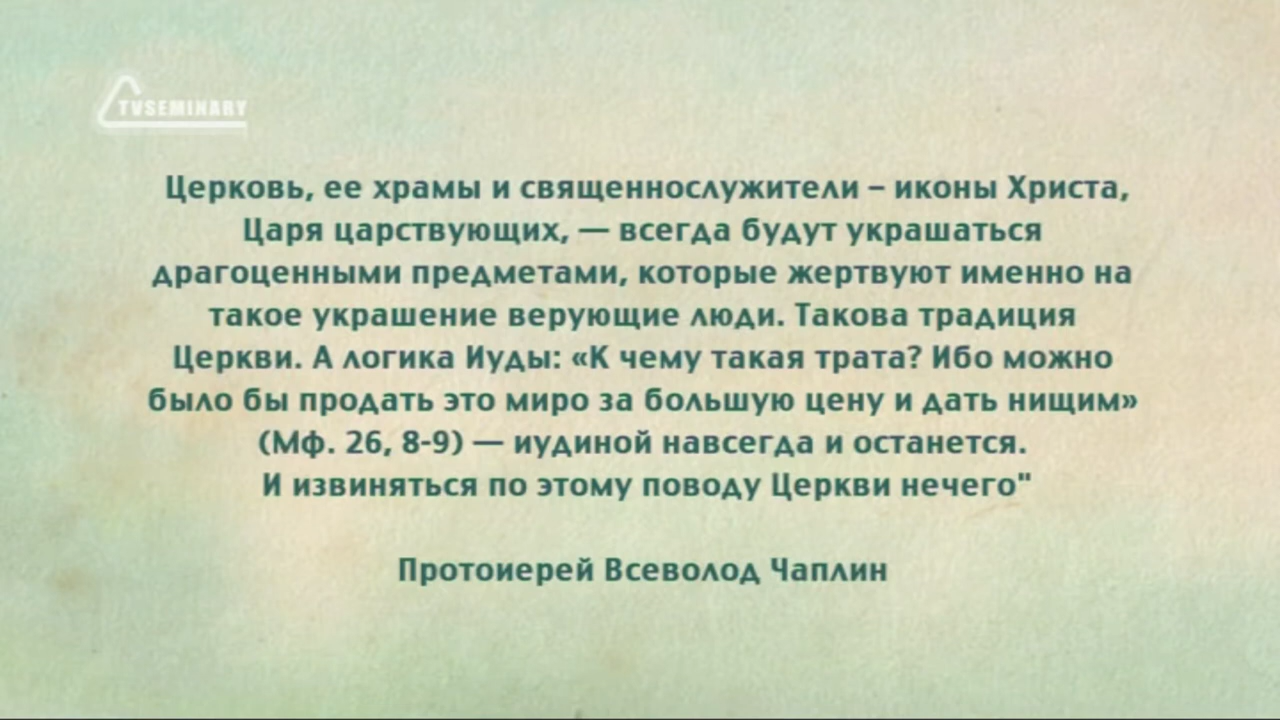 TVSEMINARY
Церковь, ее храмы и священнослужители – иконы Христа,
Царя царствующих, — всегда будут украшаться
драгоценными предметами, которые жертвуют именно на
такое украшение верующие люди. Такова традиция
Церкви. А логика Иуды: «К чему такая трата? Ибо можно
было бы продать это миро за большую цену и дать нищим»
(Мф. 26, 8-9) — иудиной навсегда и останется.
И извиняться по этому поводу Церкви нечего"
Протоиерей Всеволод Чаплин